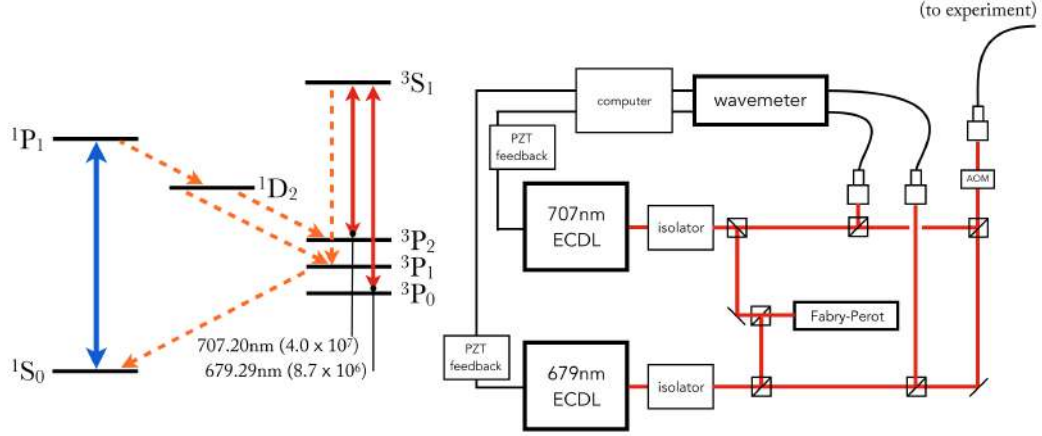 (to experiment)
³S₁
¹P₁
¹D₂
³P₂
³P₁
³P₀
¹S₀
707.20nm (4.0 x 10⁷)
679.29nm (8.7 x 10⁶)
computer
wavemeter
PZT
feedback
AOM
707nm
ECDL
isolator
Fabry-Perot
PZT
feedback
679nm
ECDL
isolator